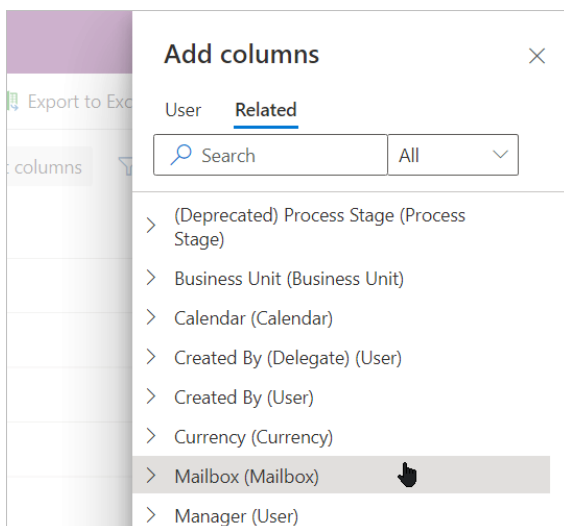 Add columns
User Related
Export to Exc
Search All
columns
(Deprecated) Process Stage (Process
Stage)
Business Unit (Business Unit)
Calendar (Calendar)
Created By (Delegate) (User)
Created By (User)
Currency (Currency)
Mailbox (Mailbox)
Manager (User)